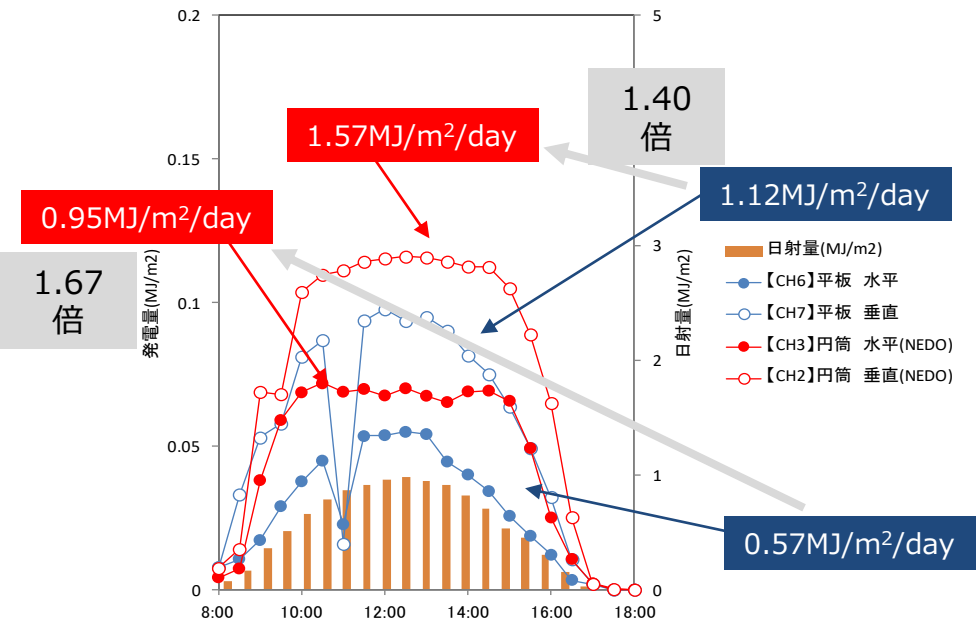 0.2
0.15
0.1
0.05
0
発電量(MJ/m2)
5
3
2
1
0
日射量(MJ/m2)
8:00
10:00
12:00
14:00
16:00
18:00
1.40
倍
1.57MJ/m²/day
1.12MJ/m²/day
0.95MJ/m²/day
1.67
倍
0.57MJ/m²/day
日射量(MJ/m2)
【CH6】平板 水平
【CH7】平板 垂直
【CH3】円筒 水平(NEDO)
【CH2】円筒 垂直(NEDO)